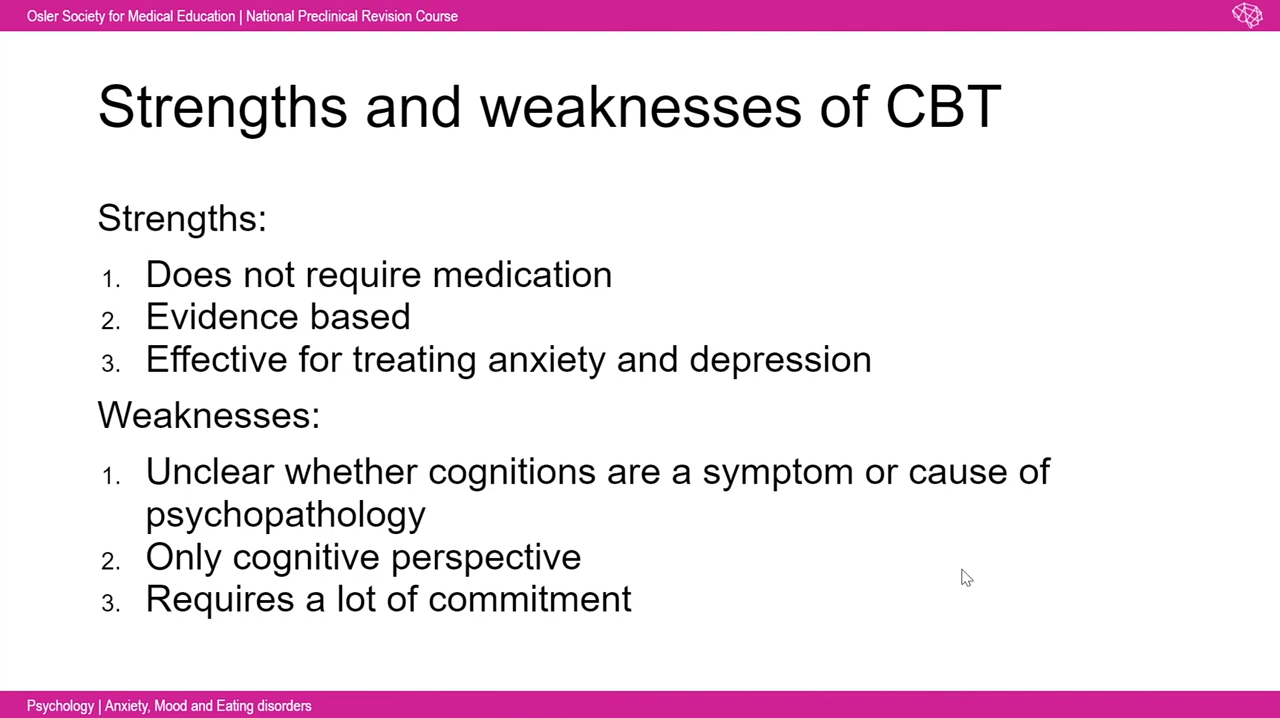 Osler Society for Medical Education | National Preclinical Revision Course
Strengths and weaknesses of CBT
Strengths:
1. Does not require medication
2. Evidence based
3. Effective for treating anxiety and depression
Weaknesses:
1. Unclear whether cognitions are a symptom or cause of
psychopathology
2. Only cognitive perspective
3. Requires a lot of commitment
Psychology | Anxiety, Mood and Eating disorders